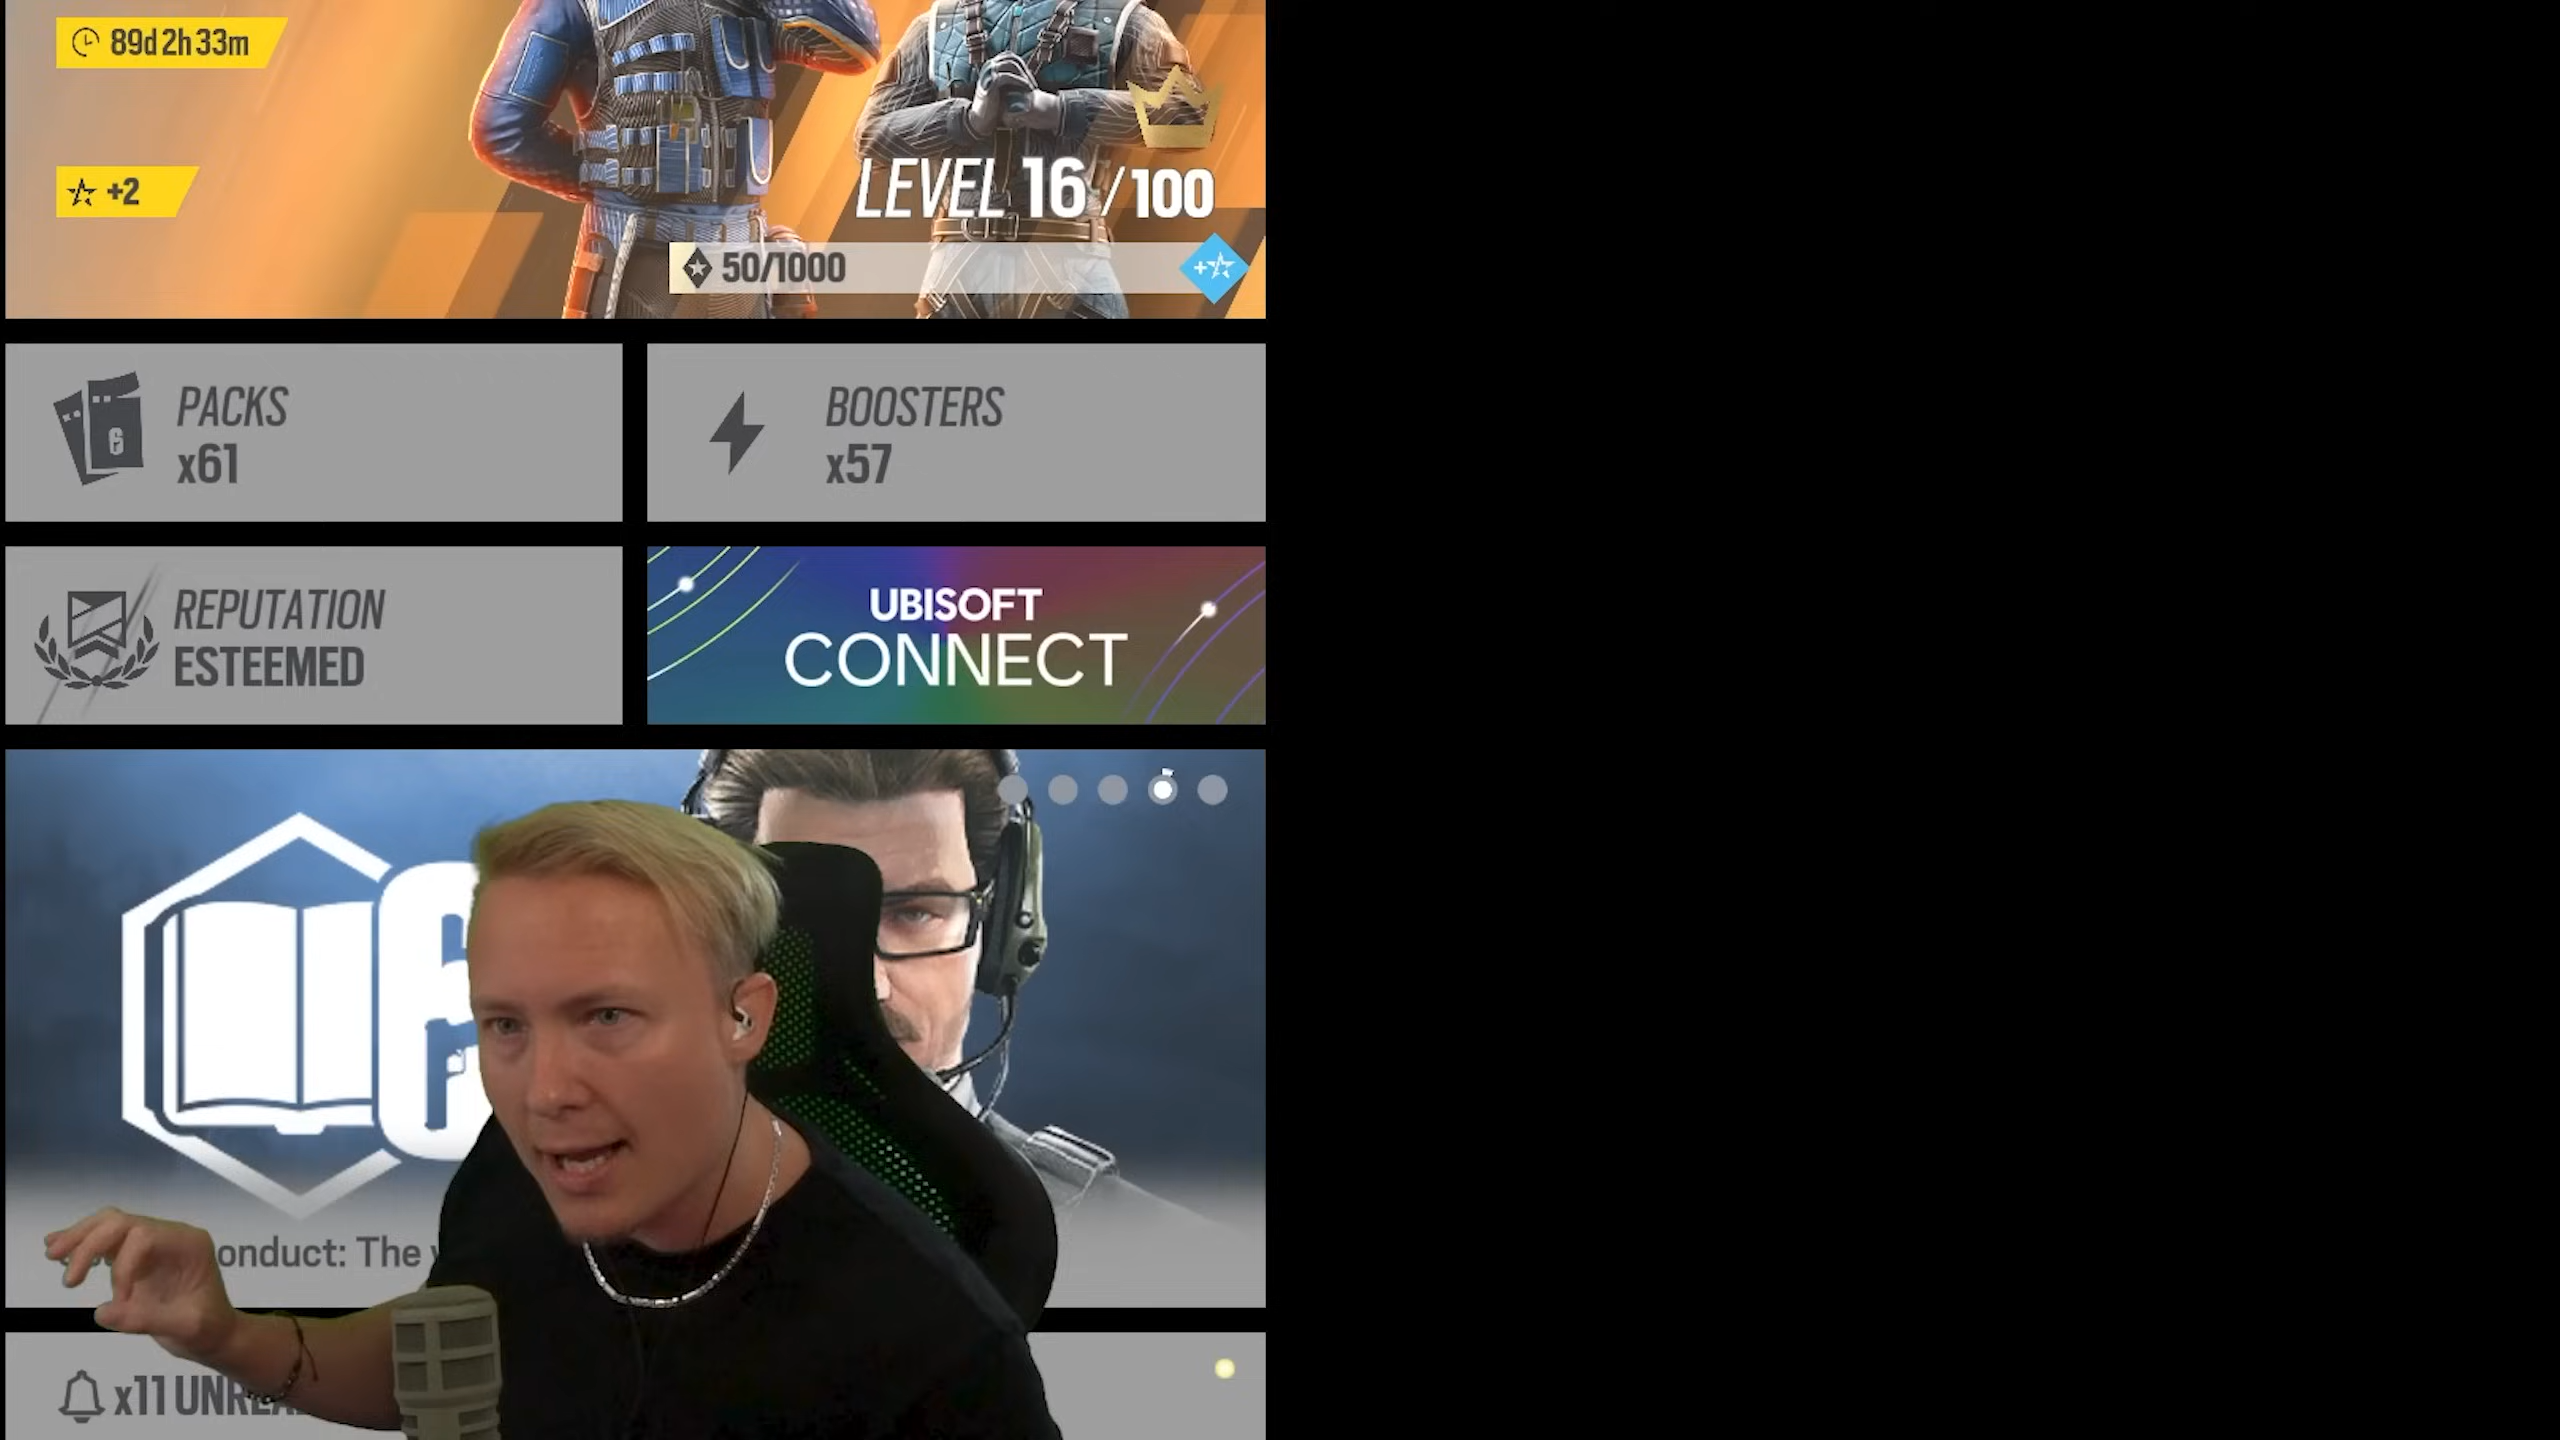 89d 2h 33m
+2
LEVEL 16 / 100
50/1000
PACKS
x61
BOOSTERS
x57
REPUTATION
ESTEEMED
UBISOFT
CONNECT
The
x11